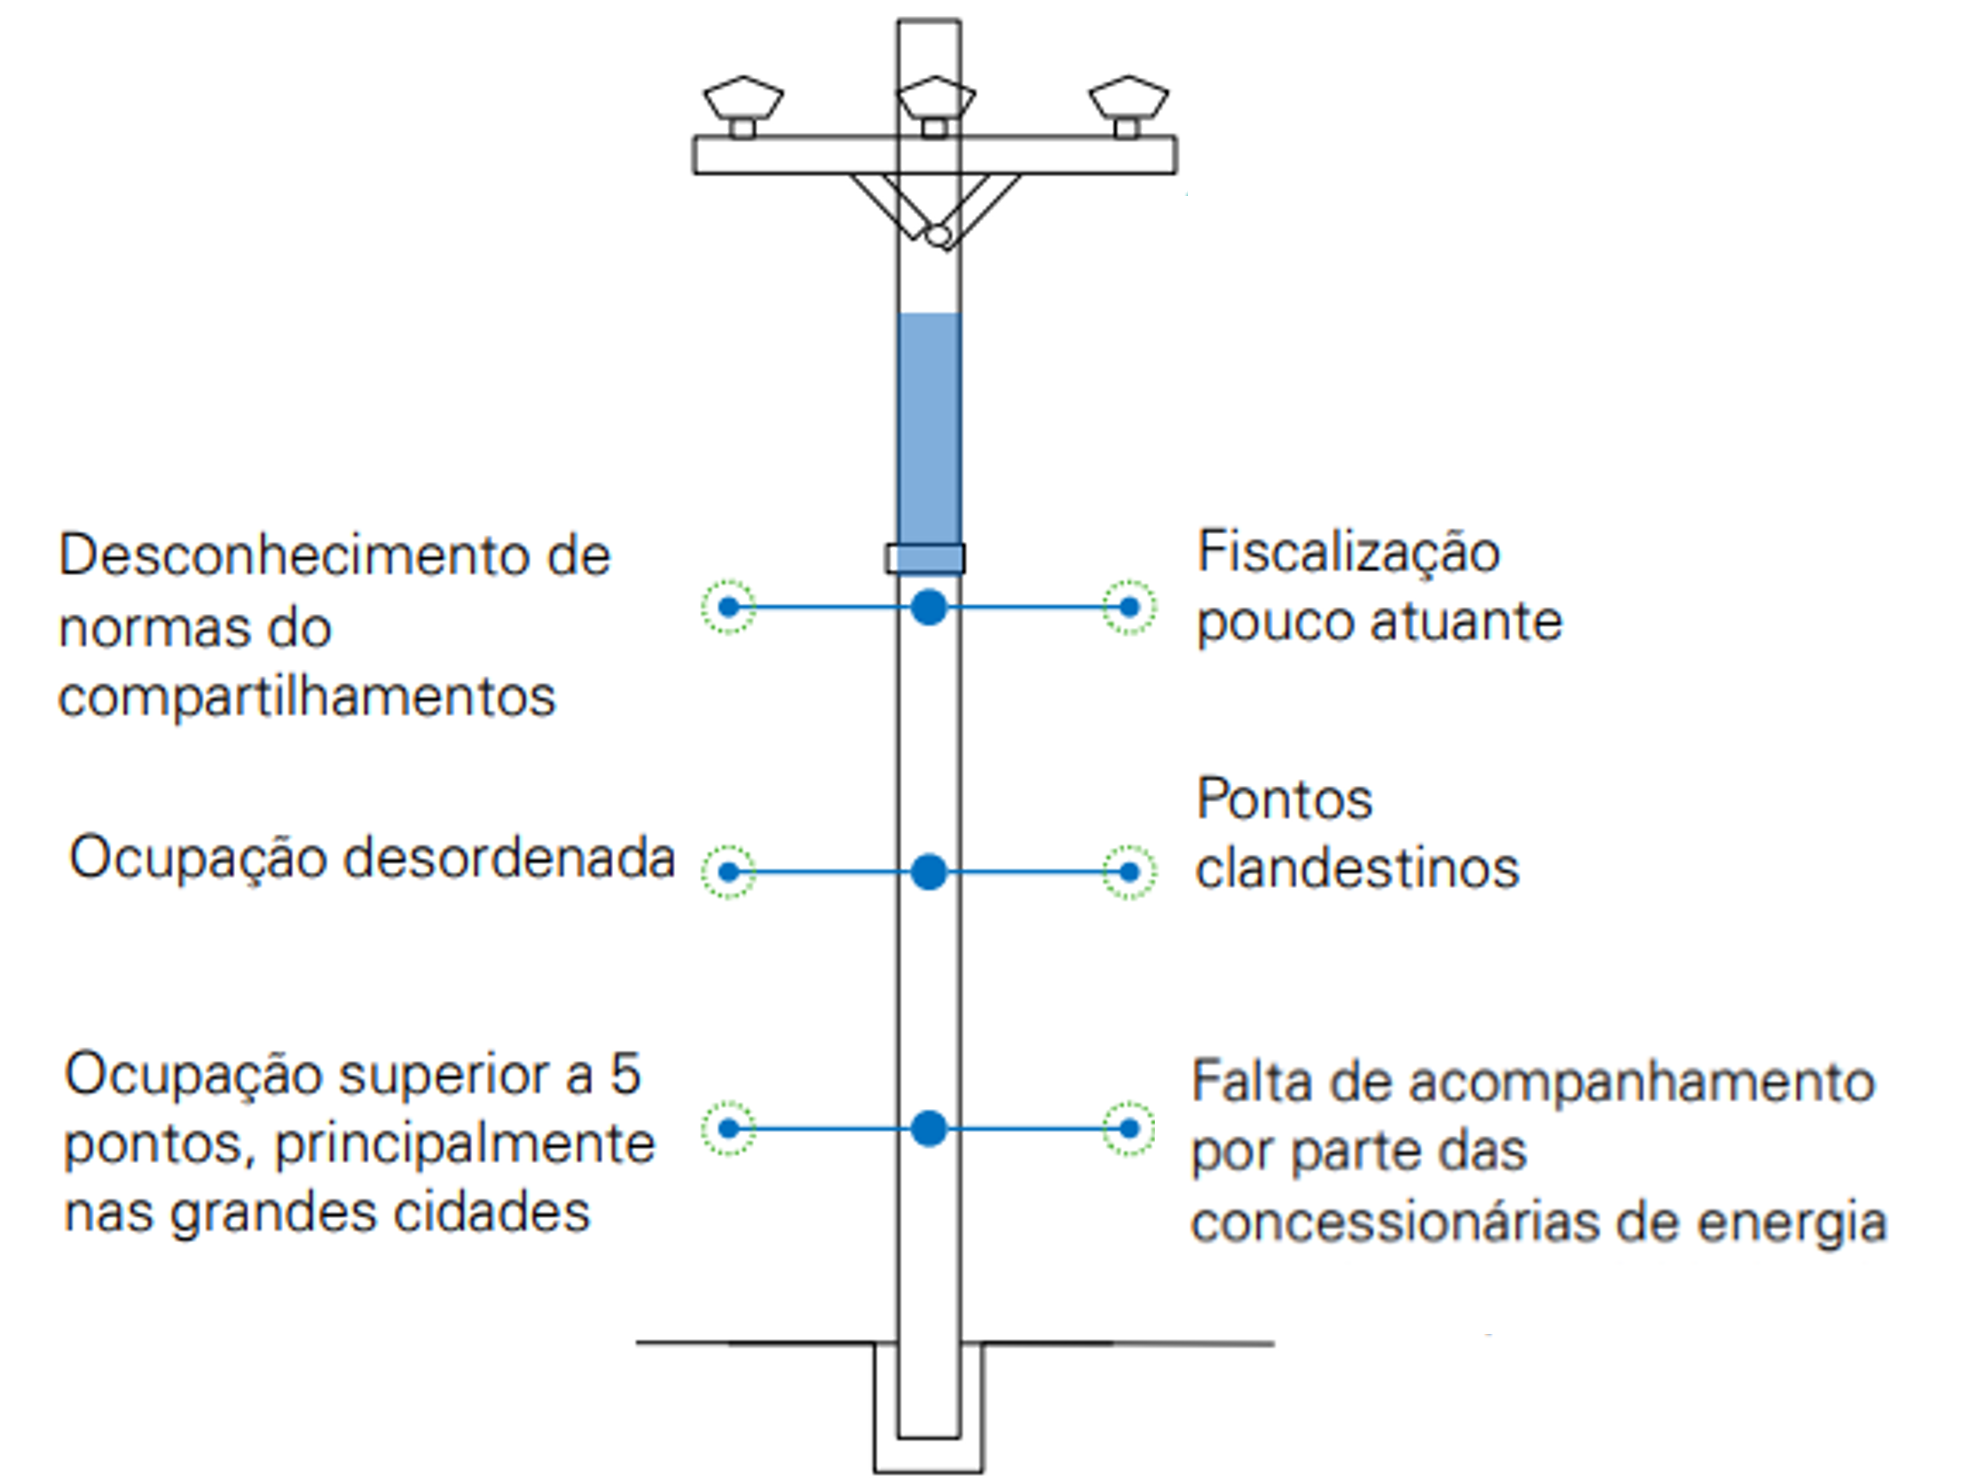 Desconhecimento de
normas do
compartilhamentos
Fiscalização
pouco atuante
Ocupação desordenada
Pontos
clandestinos
Ocupação superior a 5
pontos, principalmente
nas grandes cidades
Falta de acompanhamento
por parte das
concessionárias de energia